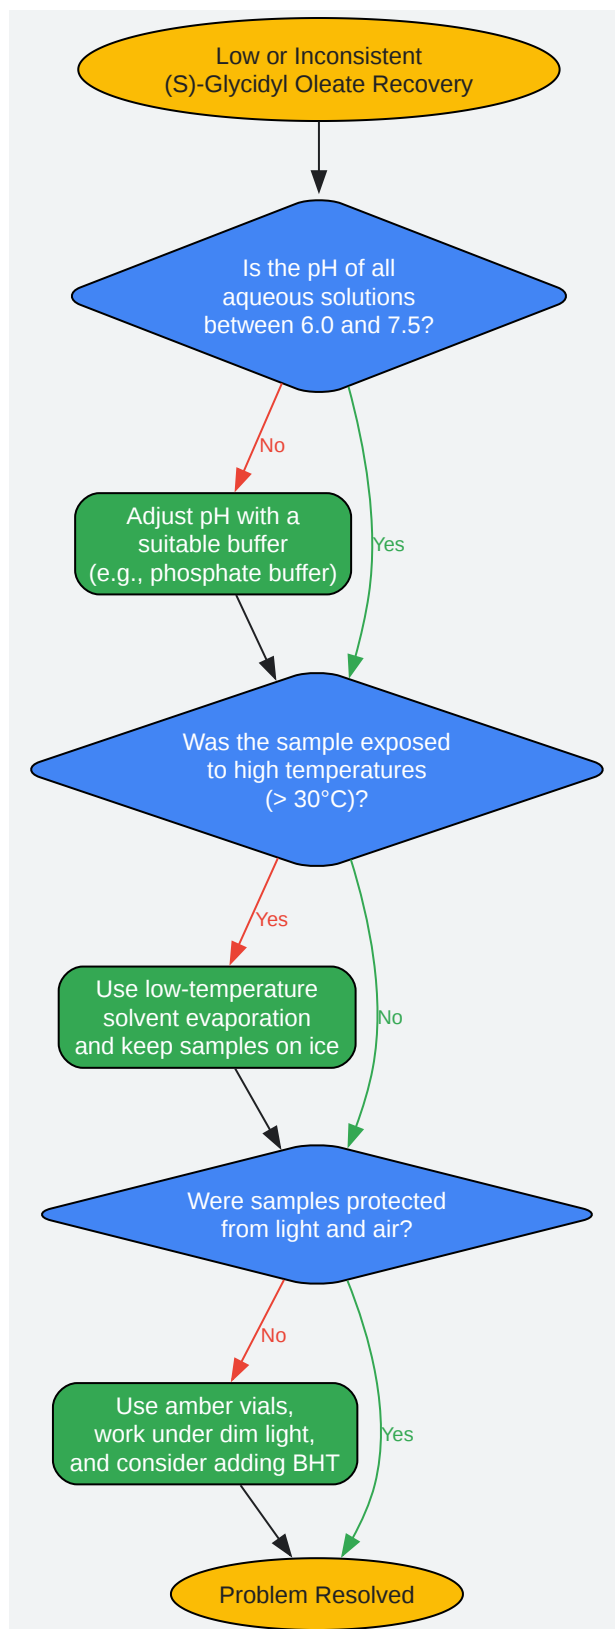 Low or Inconsistent
(S)-Glycidyl Oleate Recovery
Is the pH of all
aqueous solutions
between 6.0 and 7.5?
No
Adjust pH with a
suitable buffer
(e.g., phosphate buffer)
Yes
Was the sample exposed
to high temperatures
(> 30°C)?
Yes
Use low-temperature
solvent evaporation
and keep samples on ice
No
Were samples protected
from light and air?
No
Use amber vials,
work under dim light,
and consider adding BHT
Yes
Problem Resolved